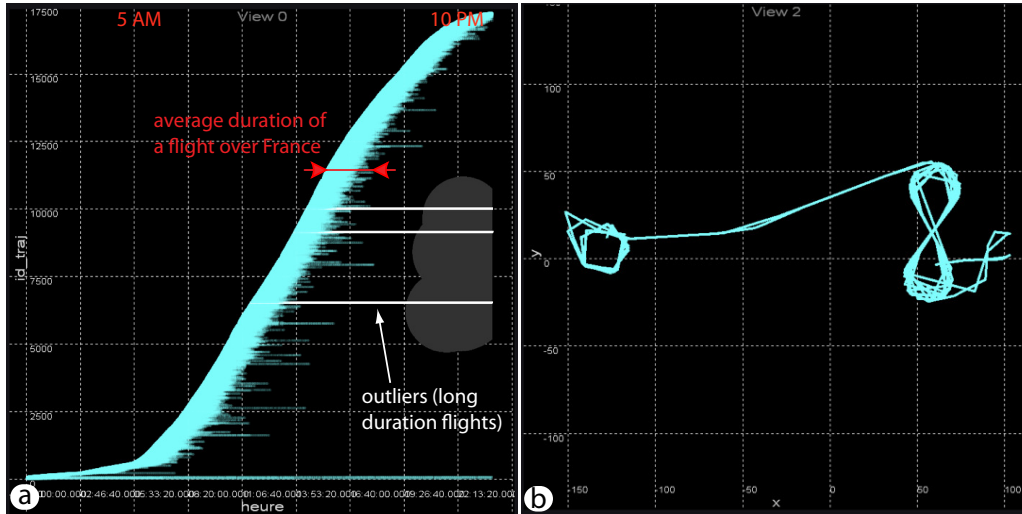 5 AM
View 0
10 PM
17500
15000
12500
10000
7500
5000
2500
average duration of
a flight over France
outliers (long
duration flights)
id_traj
heure
a
View 2
100
50
0
-50
-100
-150
-100
-50
0
50
100
y
x
b